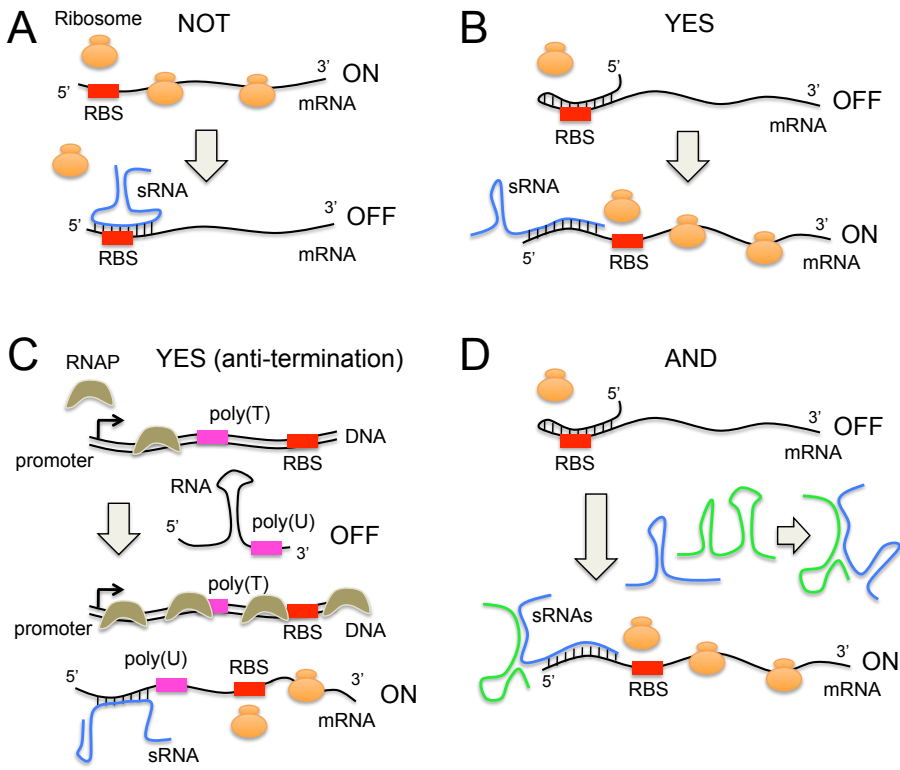 A
NOT
Ribosome
5’
3’
ON
RBS
mRNA
sRNA
5’
3’
OFF
RBS
mRNA
B
YES
5’
3’
OFF
RBS
mRNA
sRNA
5’
RBS
3’
ON
mRNA
C
YES (anti-termination)
RNAP
poly(T)
DNA
promoter
RBS
RNA
5’
poly(U)
3’
OFF
poly(T)
promoter
RBS
DNA
5’
poly(U)
RBS
3’
ON
mRNA
sRNA
D
AND
5’
3’
OFF
RBS
mRNA
sRNAs
5’
RBS
3’
ON
mRNA